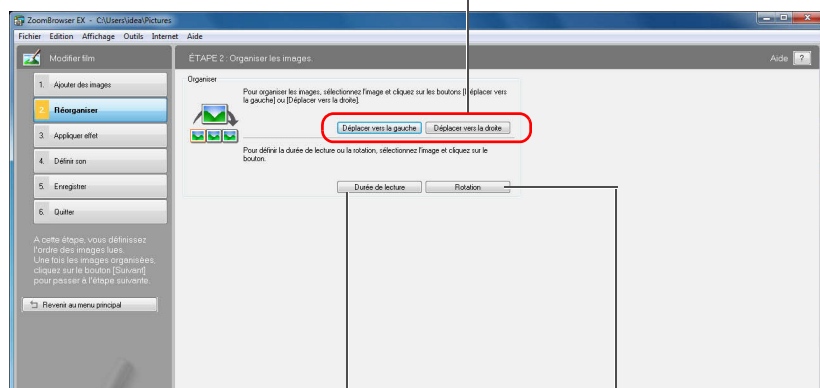 ZoomBrowser EX - C:\Users\idea\Pictures
Fichier Edition Affichage Outils Internet Aide
Modifier film
ÉTAPE 2 : Organiser les images.
Aide ?
1. Ajouter des images
2. Réorganiser
3. Appliquer effet
4. Définir son
5. Enregistrer
6. Quitter
A cette étape, vous définissez
l'ordre des images lues.
Une fois les images organisées,
cliquez sur le bouton [Suivant]
pour passer à l'étape suivante.
Revenir au menu principal
Organiser
Pour organiser les images, sélectionnez l'image et cliquez sur les boutons [Déplacer vers
la gauche] ou [Déplacer vers la droite].
Déplacer vers la gauche Déplacer vers la droite
Pour définir la durée de lecture ou la rotation, sélectionnez l'image et cliquez sur le
bouton.
Durée de lecture Rotation